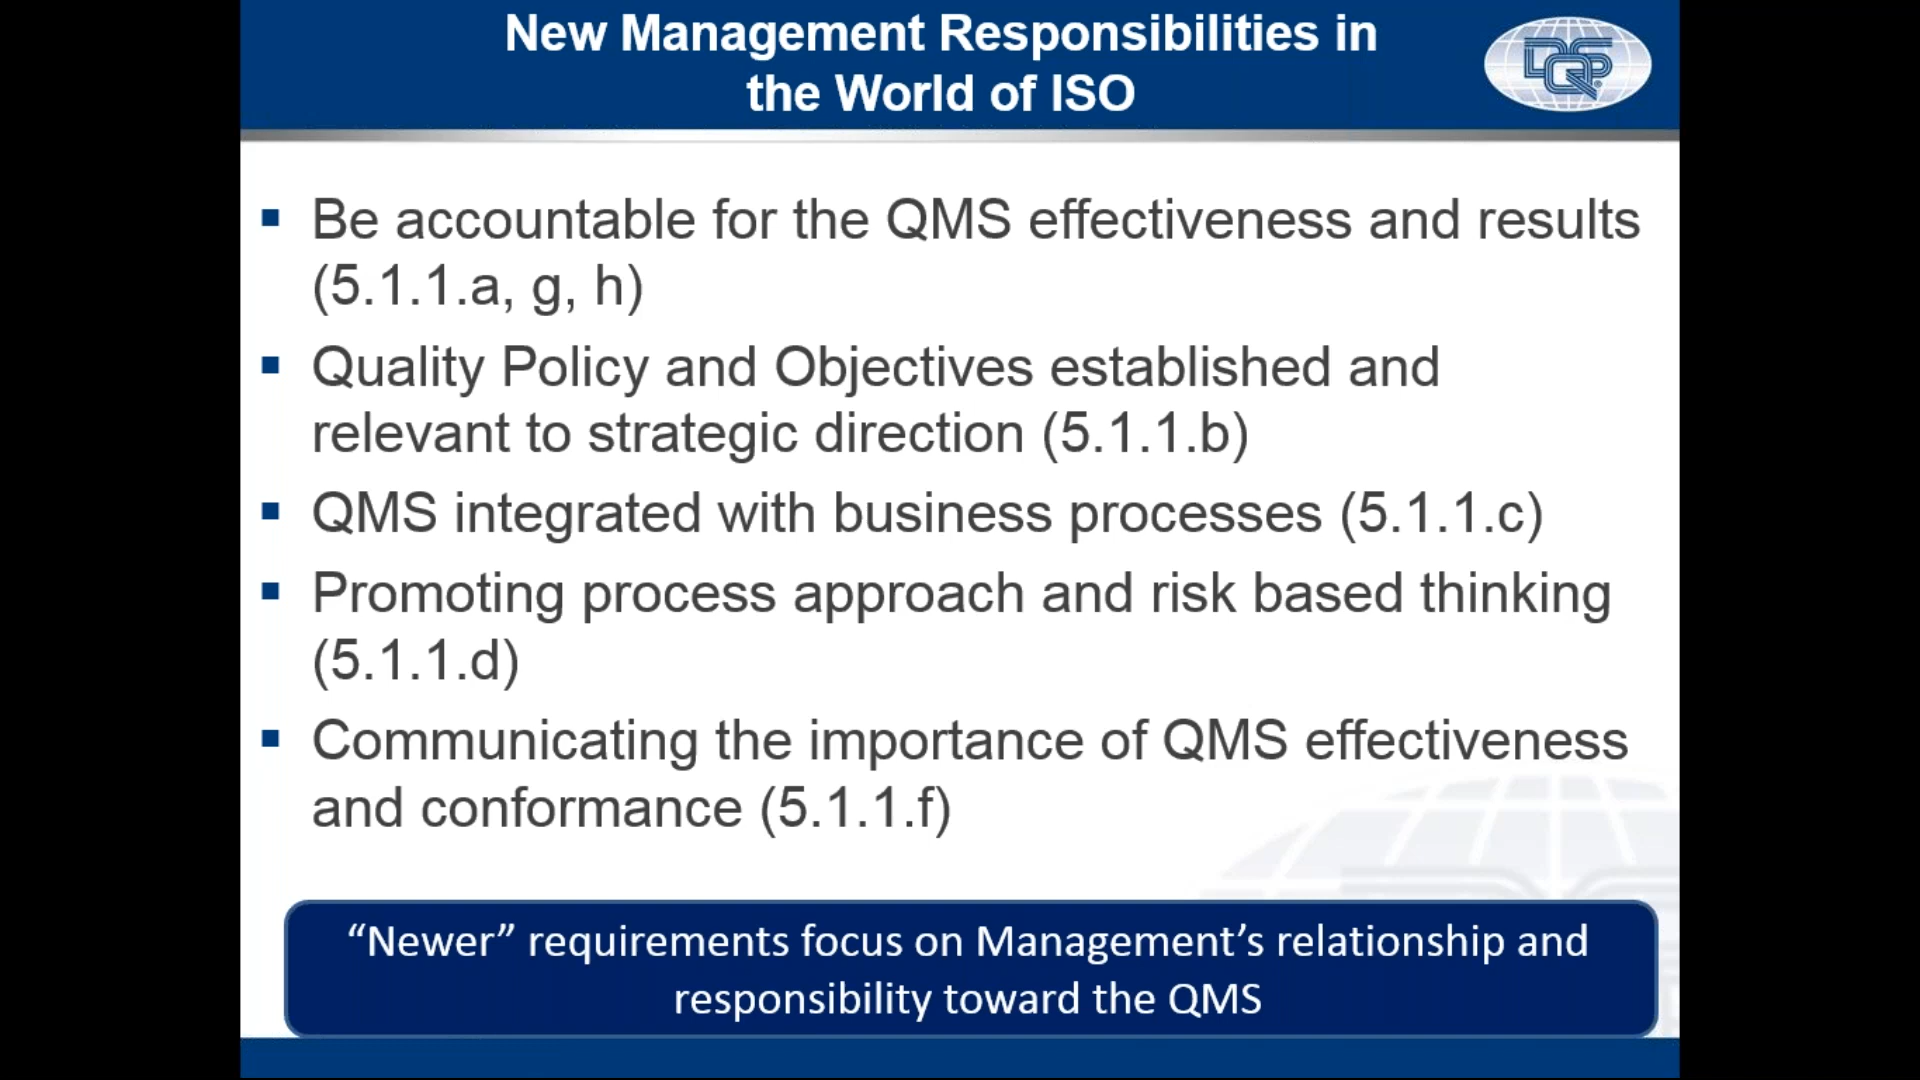 New Management Responsibilities in
the World of ISO
DQS
▪ Be accountable for the QMS effectiveness and results
(5.1.1.a, g, h)
▪ Quality Policy and Objectives established and
relevant to strategic direction (5.1.1.b)
▪ QMS integrated with business processes (5.1.1.c)
▪ Promoting process approach and risk based thinking
(5.1.1.d)
▪ Communicating the importance of QMS effectiveness
and conformance (5.1.1.f)
“Newer” requirements focus on Management’s relationship and
responsibility toward the QMS